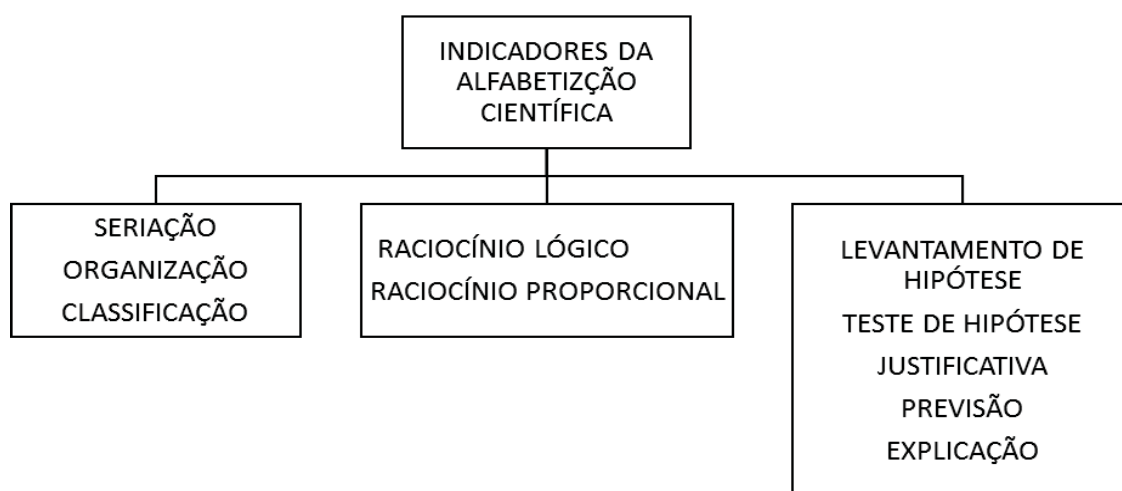 INDICADORES DA
ALFABETIZÇÃO
CIENTÍFICA
SERIAÇÃO
ORGANIZAÇÃO
CLASSIFICAÇÃO
RACIOCÍNIO LÓGICO
RACIOCÍNIO PROPORCIONAL
LEVANTAMENTO DE
HIPÓTESE
TESTE DE HIPÓTESE
JUSTIFICATIVA
PREVISÃO
EXPLICAÇÃO